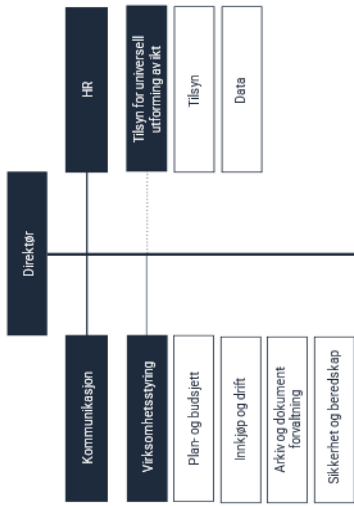 Direktør
Kommunikasjon
HR
Virksomhetsstyring
Tilsyn for universell
utforming av ikt
Plan- og budsjett
Tilsyn
Innkjøp og drift
Data
Arkiv og dokument
forvaltning
Sikkerhet og beredskap